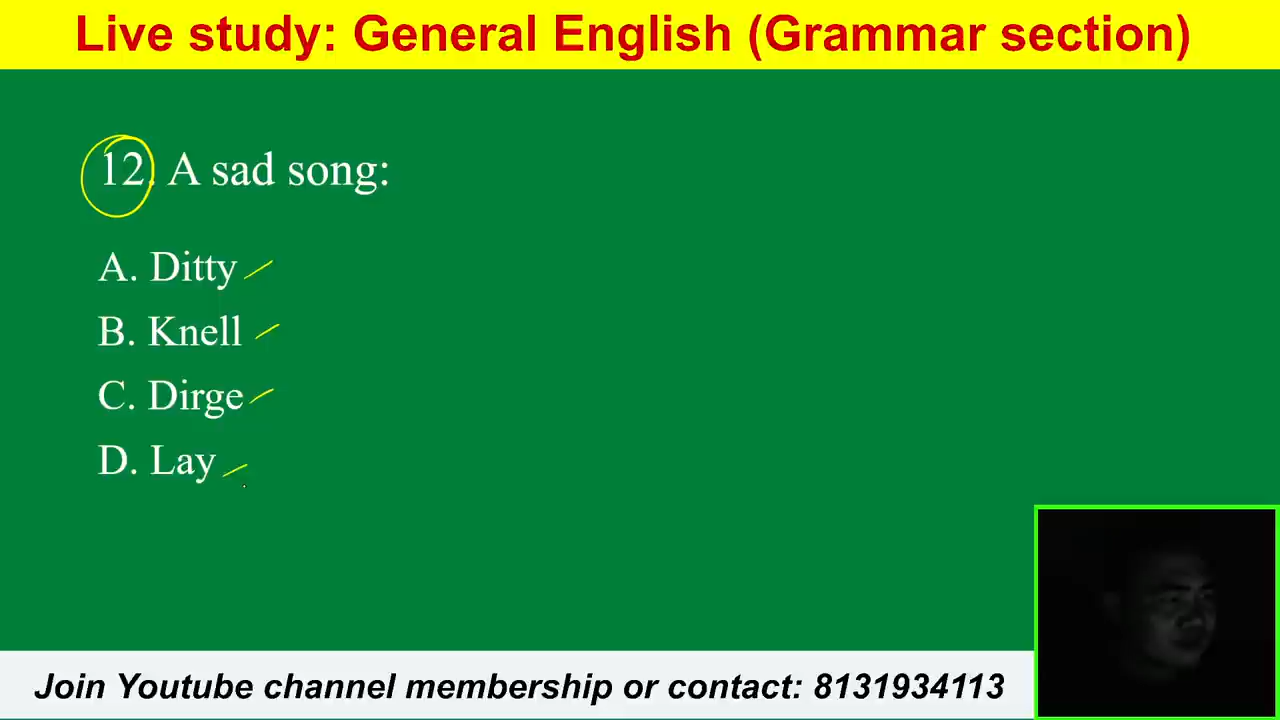 Live study: General English (Grammar section)
12. A sad song:
A. Ditty
B. Knell
C. Dirge
D. Lay
Join Youtube channel membership or contact: 8131934113